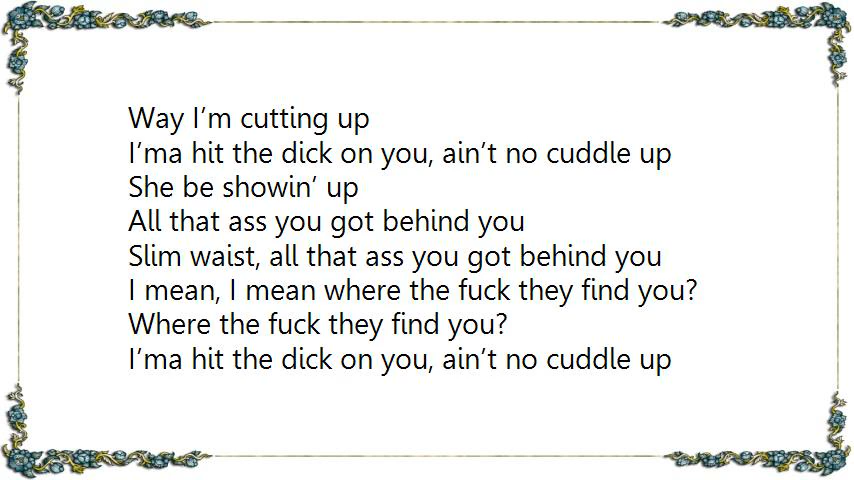 Way I’m cutting up
I’ma hit the dick on you, ain’t no cuddle up
She be showin’ up
All that ass you got behind you
Slim waist, all that ass you got behind you
I mean, I mean where the fuck they find you?
Where the fuck they find you?
I’ma hit the dick on you, ain’t no cuddle up